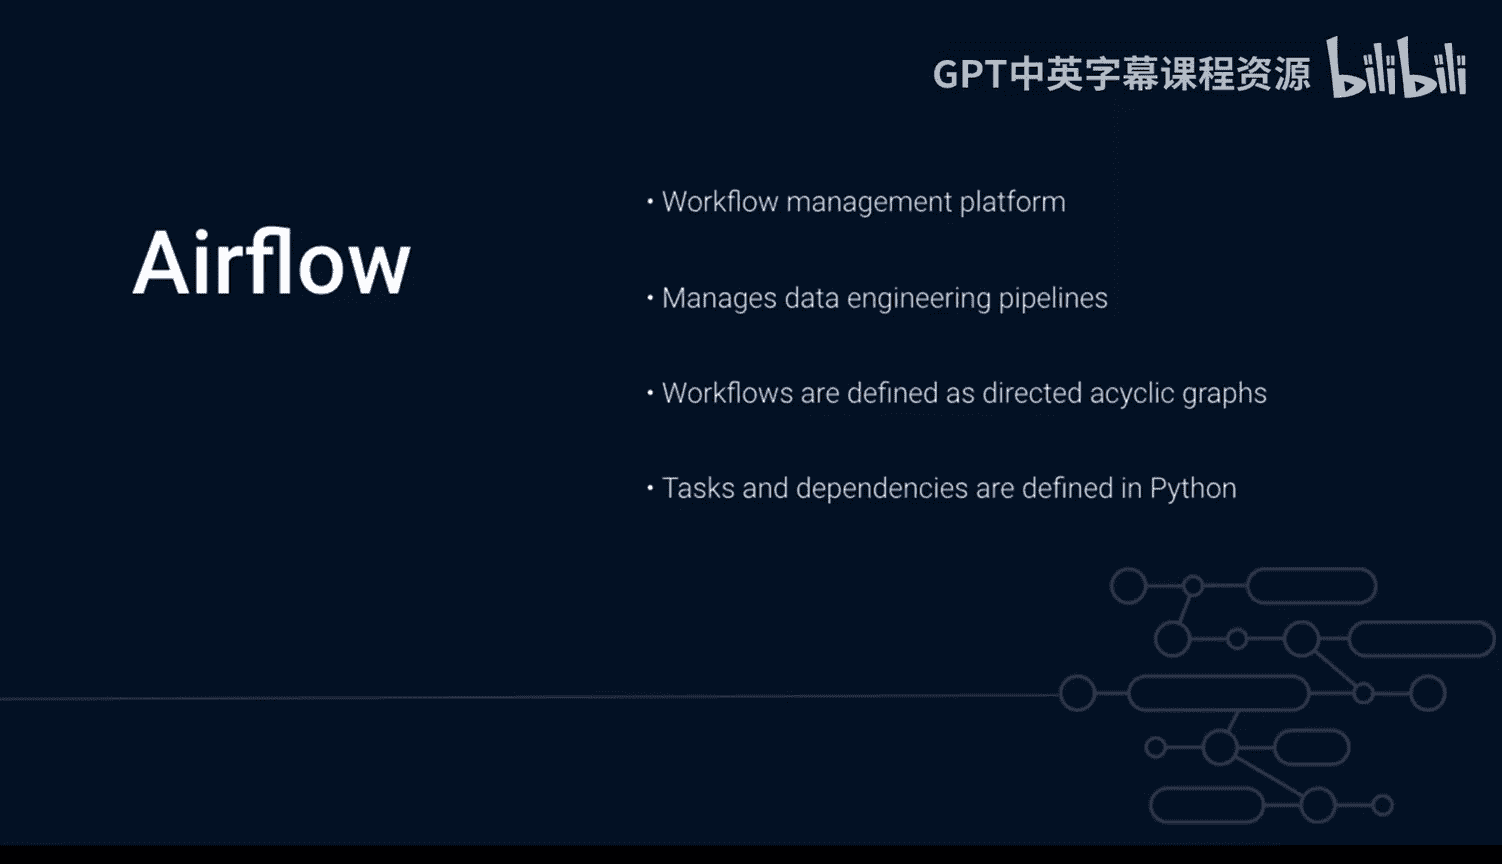 GPT中英字幕课程资源 bilibili
Airflow
• Workflow management platform
• Manages data engineering pipelines
• Workflows are defined as directed acyclic graphs
• Tasks and dependencies are defined in Python